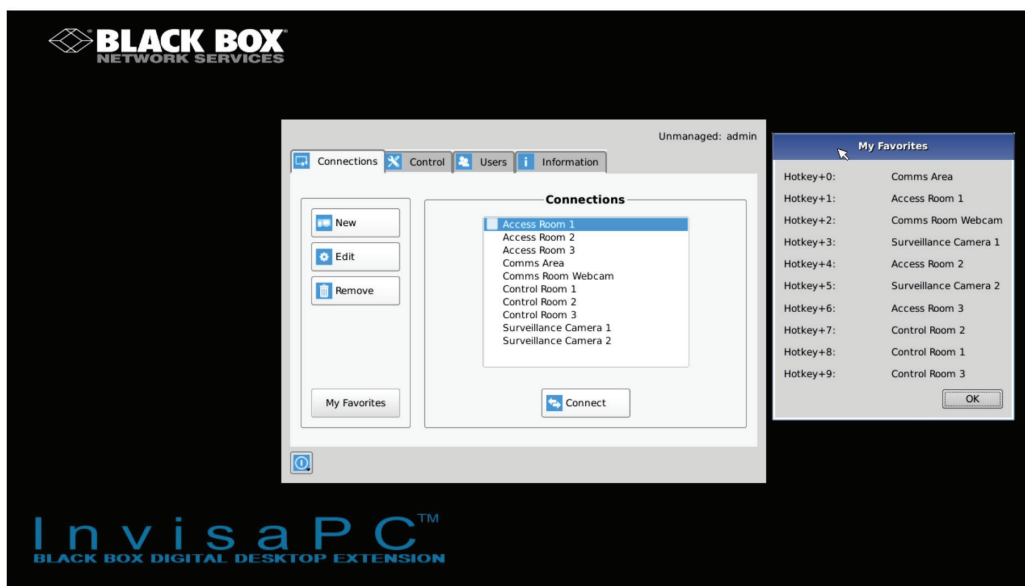 BLACK BOX®
NETWORK SERVICES
Unmanaged: admin
Connections Control Users Information
New
Edit
Remove
My Favorites
Connections
Access Room 1
Access Room 2
Access Room 3
Comms Area
Comms Room Webcam
Control Room 1
Control Room 2
Control Room 3
Surveillance Camera 1
Surveillance Camera 2
Connect
My Favorites
Hotkey+0: Comms Area
Hotkey+1: Access Room 1
Hotkey+2: Comms Room Webcam
Hotkey+3: Surveillance Camera 1
Hotkey+4: Access Room 2
Hotkey+5: Surveillance Camera 2
Hotkey+6: Access Room 3
Hotkey+7: Control Room 2
Hotkey+8: Control Room 1
Hotkey+9: Control Room 3
OK
InvisaPC™
BLACK BOX DIGITAL DESKTOP EXTENSION